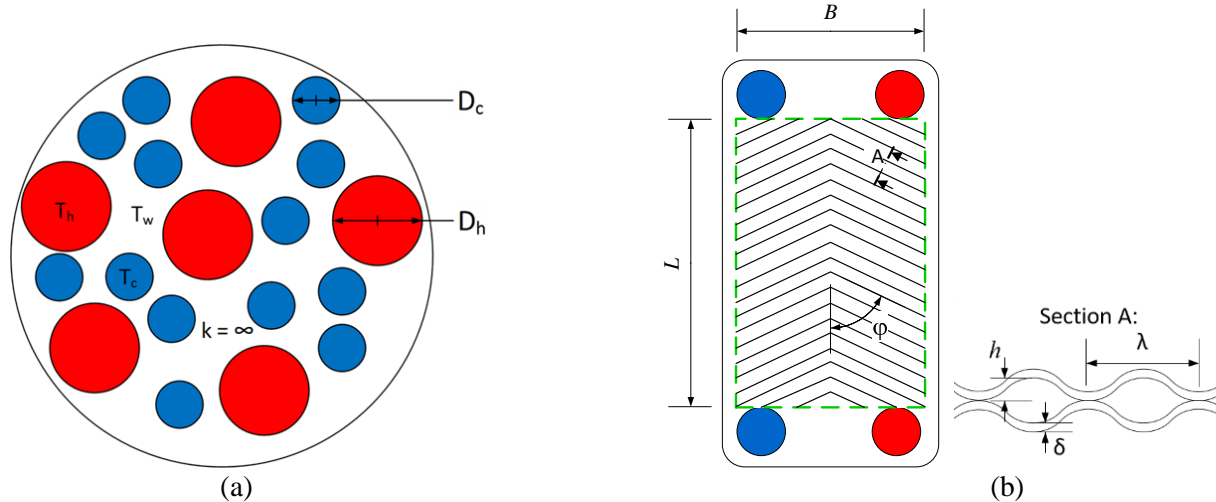 D_c
T_h
T_w
D_h
T_c
k = ∞
(a)
B
A
L
φ
Section A:
h
λ
δ
(b)